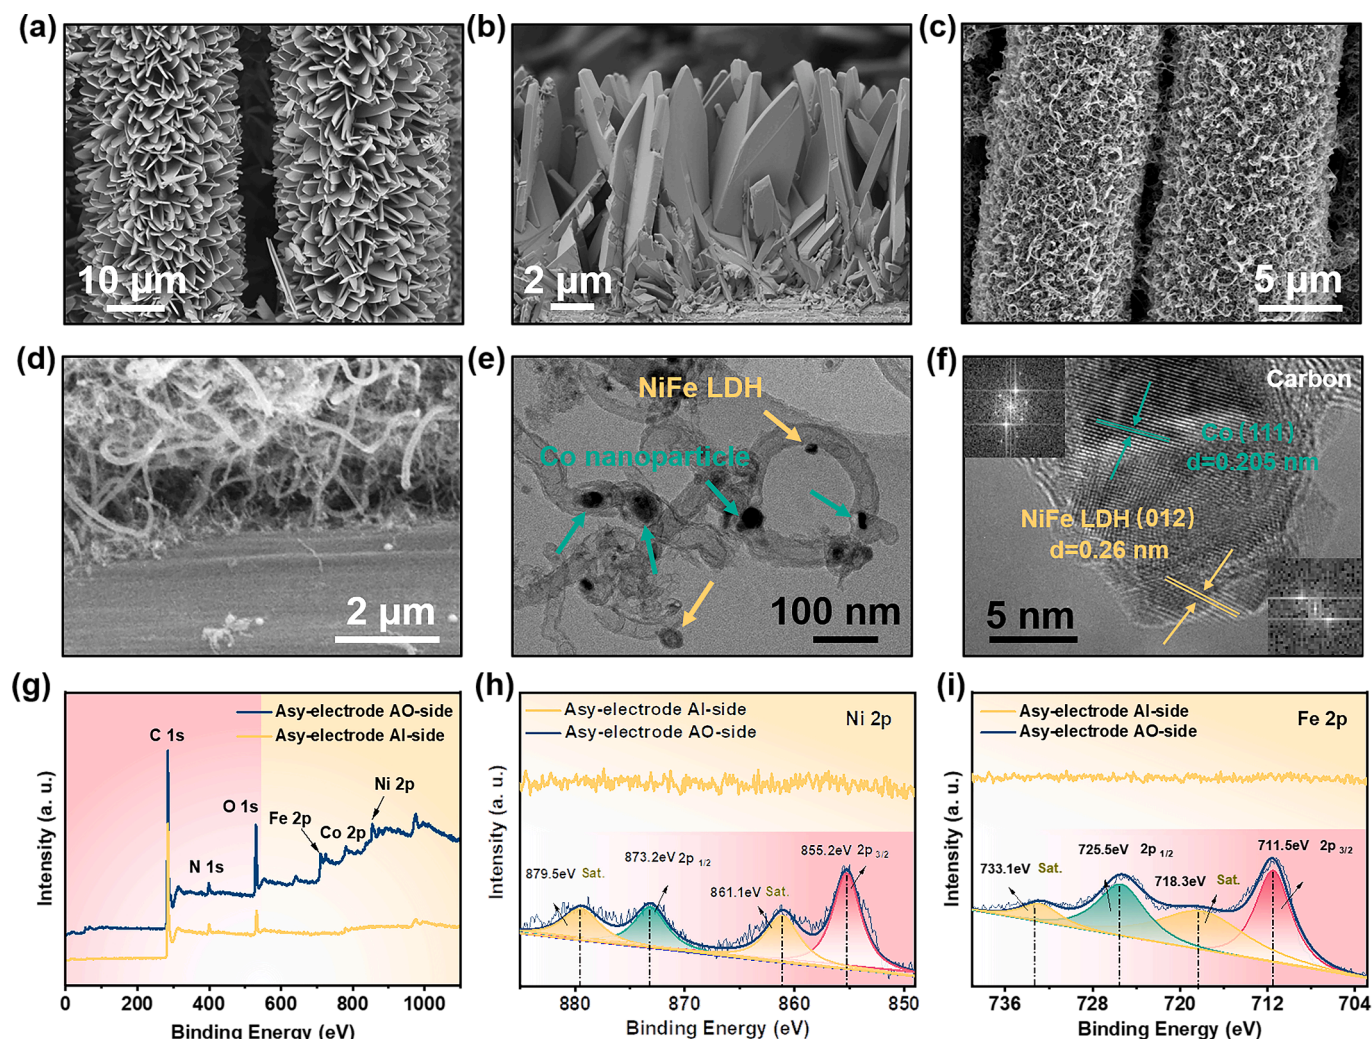 (a)
10 μm
(b)
2 μm
(c)
5 μm
(d)
2 μm
(e)
NiFe LDH
Co nanoparticle
100 nm
(f)
Carbon
Co (111)
d=0.205 nm
NiFe LDH (012)
d=0.26 nm
5 nm
(g)
Asy-electrode AO-side
Asy-electrode Al-side
C 1s
N 1s
O 1s
Fe 2p
Co 2p
Ni 2p
Intensity (a. u.)
0 200 400 600 800 1000
Binding Energy (eV)
(h)
Asy-electrode Al-side
Asy-electrode AO-side
Ni 2p
879.5eV Sat.
873.2eV 2p 1/2
861.1eV Sat.
855.2eV 2p 3/2
Intensity (a. u.)
880 870 860 850
Binding Energy (eV)
(i)
Asy-electrode Al-side
Asy-electrode AO-side
Fe 2p
733.1eV Sat.
725.5eV 2p 1/2
718.3eV Sat.
711.5eV 2p 3/2
Intensity (a. u.)
736 728 720 712 704
Binding Energy (eV)